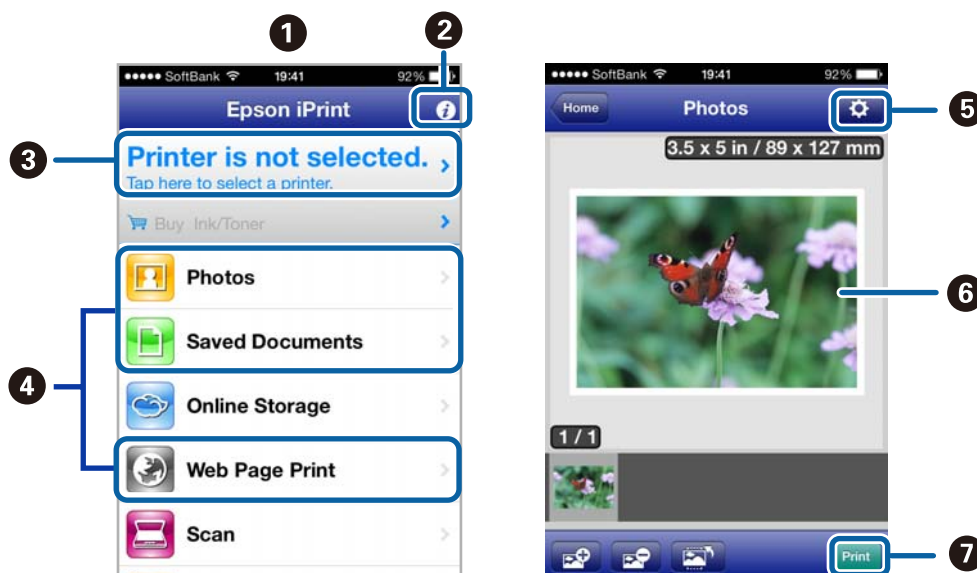 1
2
SoftBank 19:41 92%
Epson iPrint
i
3
Printer is not selected.
Tap here to select a printer.
Buy Ink/Toner
Photos
Saved Documents
4
Online Storage
Web Page Print
Scan
SoftBank 19:41 92%
Home Photos
5
3.5 x 5 in / 89 x 127 mm
6
1 / 1
Print
7